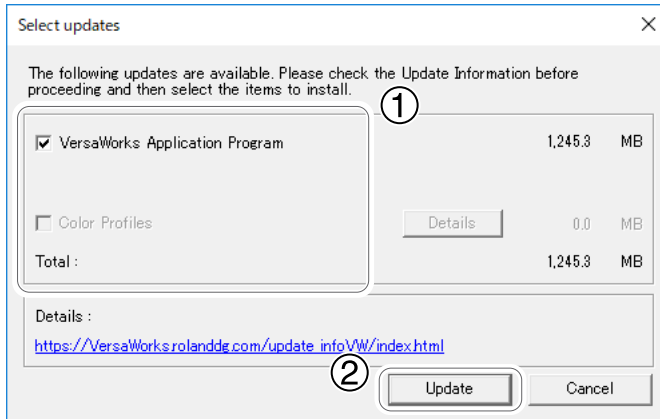 Select updates
The following updates are available. Please check the Update Information before
proceeding and then select the items to install.
①
VersaWorks Application Program 1,245.3 MB
Color Profiles Details 0.0 MB
Total : 1,245.3 MB
Details :
https://VersaWorks.rolanddg.com/update_infoVW/index.html
②
Update Cancel